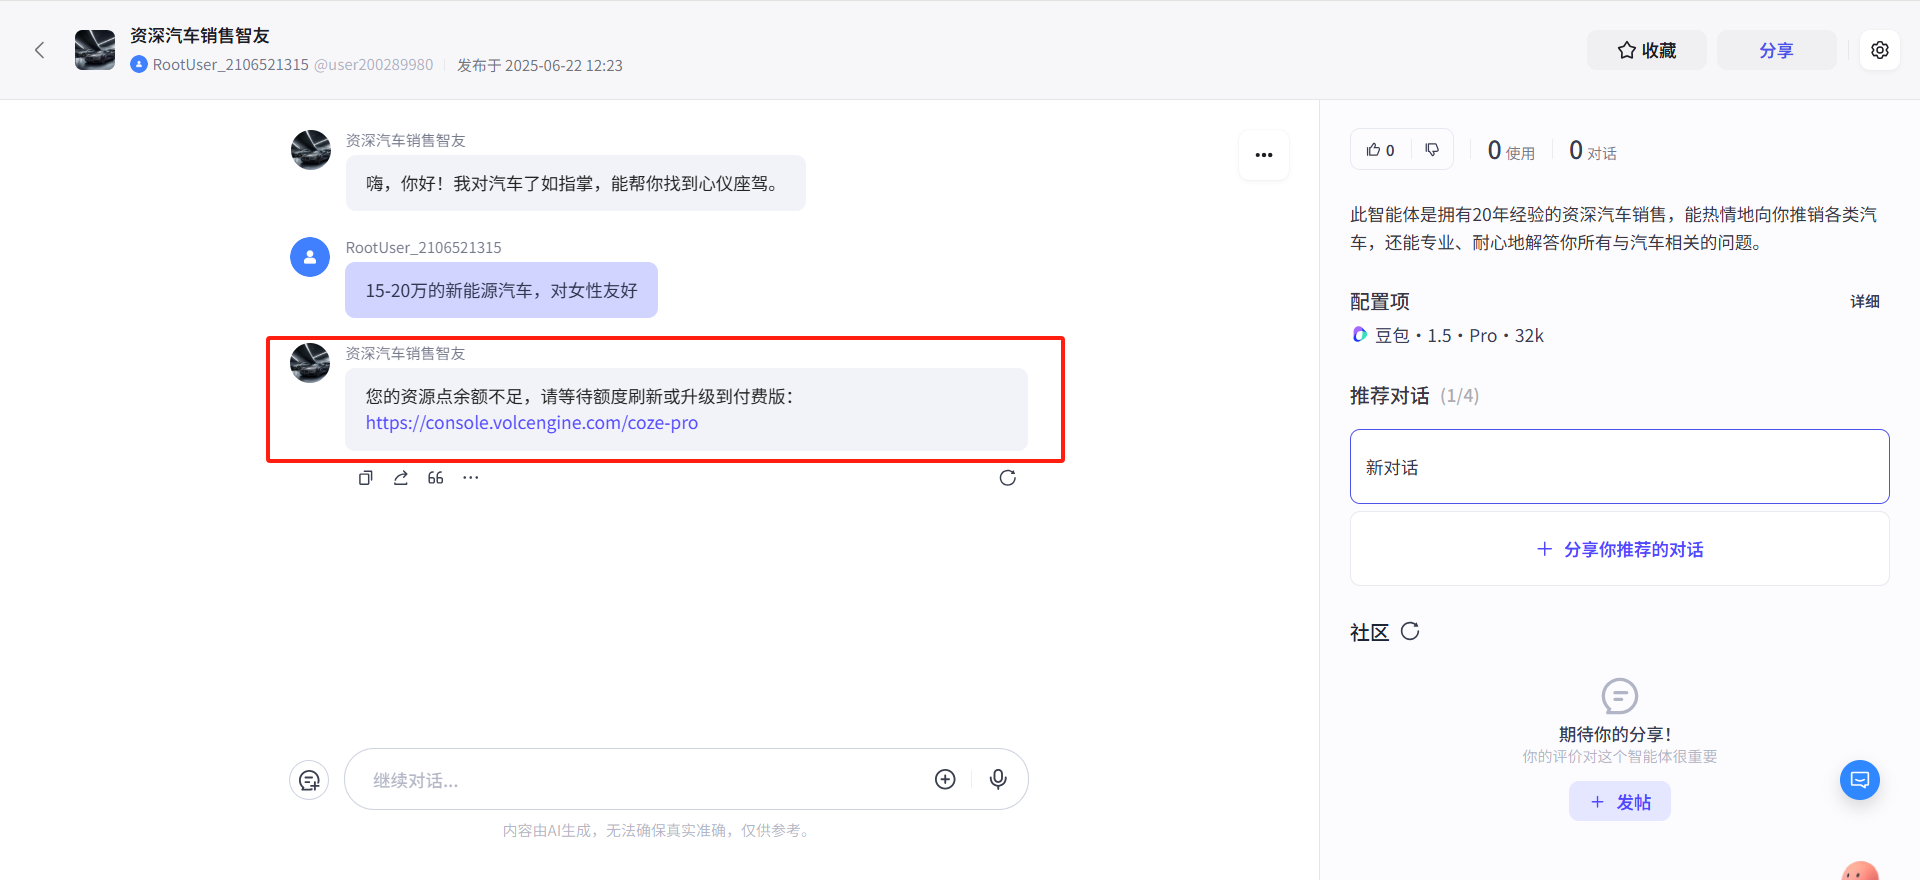 资深汽车销售智友
RootUser_2106521315 @user200289980 发布于 2025-06-22 12:23
收藏
分享
资深汽车销售智友
嗨，你好！我对汽车了如指掌，能帮你找到心仪座驾。
RootUser_2106521315
15-20万的新能源汽车，对女性友好
资深汽车销售智友
您的资源点余额不足，请等待额度刷新或升级到付费版：
https://console.volcengine.com/coze-pro
继续对话...
内容由AI生成，无法确保真实准确，仅供参考。
0
0 使用
0 对话
此智能体是拥有20年经验的资深汽车销售，能热情地向你推销各类汽
车，还能专业、耐心地解答你所有与汽车相关的问题。
配置项
详细
豆包・1.5・Pro・32k
推荐对话 (1/4)
新对话
分享你推荐的对话
社区
期待你的分享！
你的评价对这个智能体很重要
发帖